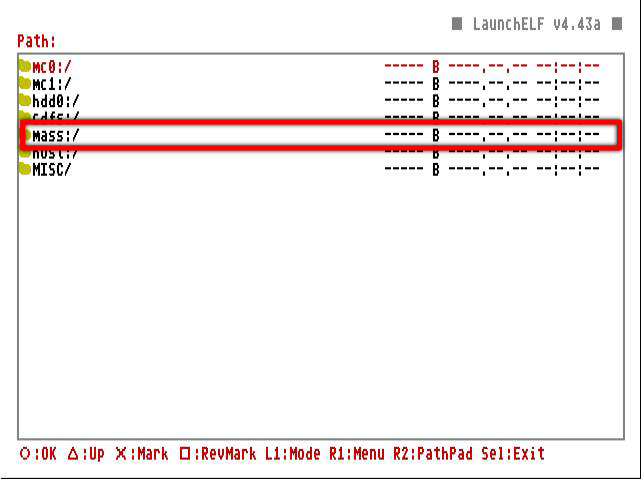 ■ LaunchELF v4.43a ■
Path:
mc0:/ ----- B ----.--.-- --:--:--
mc1:/ ----- B ----.--.-- --:--:--
hdd0:/ ----- B ----.--.-- --:--:--
cdfs:/ ----- B ----.--.-- --:--:--
mass:/ ----- B ----.--.-- --:--:--
host:/ ----- B ----.--.-- --:--:--
MISC/ ----- B ----.--.-- --:--:--
○:OK △:Up ×:Mark □:RevMark L1:Mode R1:Menu R2:PathPad Sel:Exit